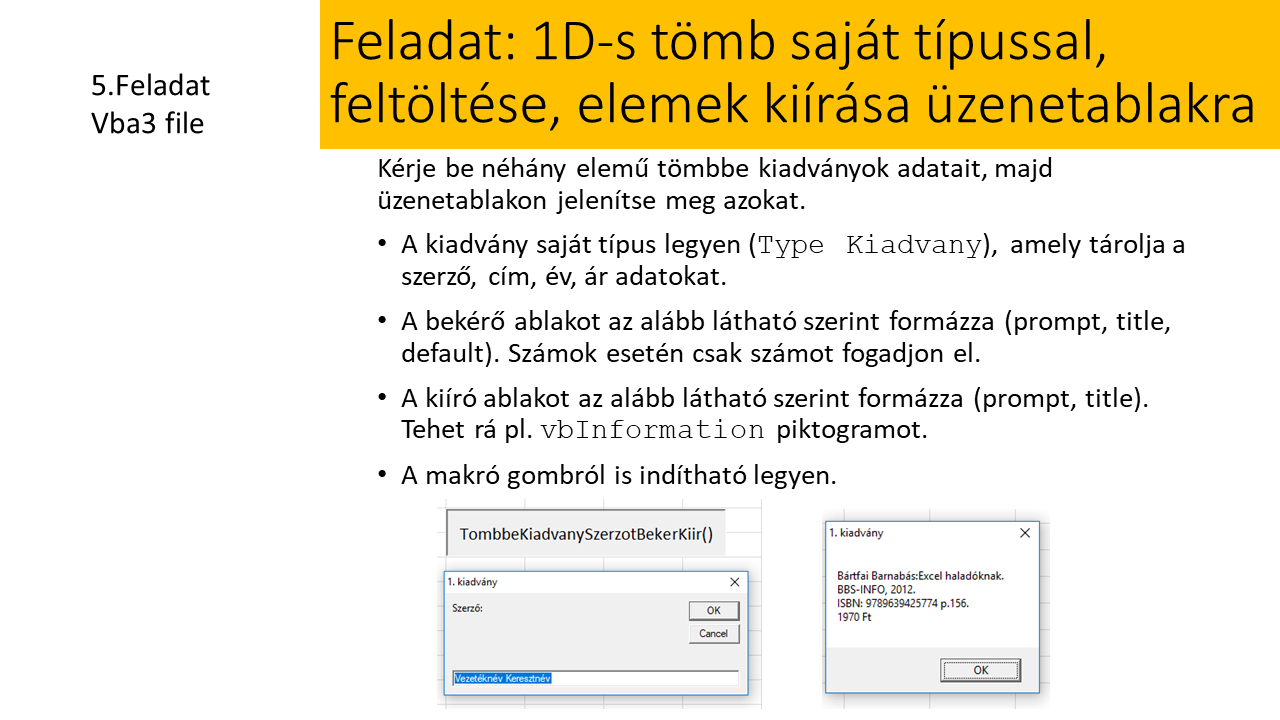 5.Feladat
Vba3 file
Feladat: 1D-s tömb saját típussal,
feltöltése, elemek kiírása üzenetablakra
Kérje be néhány elemű tömbbe kiadványok adatait, majd
üzenetablakon jelenítse meg azokat.
• A kiadvány saját típus legyen (Type Kiadvany), amely tárolja a
szerző, cím, év, ár adatokat.
• A bekérő ablakot az alább látható szerint formázza (prompt, title,
default). Számok esetén csak számot fogadjon el.
• A kiíró ablakot az alább látható szerint formázza (prompt, title).
Tehet rá pl. vbInformation piktogramot.
• A makró gombról is indítható legyen.
TombbeKiadvanySzerzotBekerKiir()
1. kiadvány
Szerző:
OK
Cancel
Vezetéknév Keresztnév
1. kiadvány
Bártfai Barnabás:Excel haladóknak.
BBS-INFO, 2012.
ISBN: 9789639425774 p.156.
1970 Ft
OK